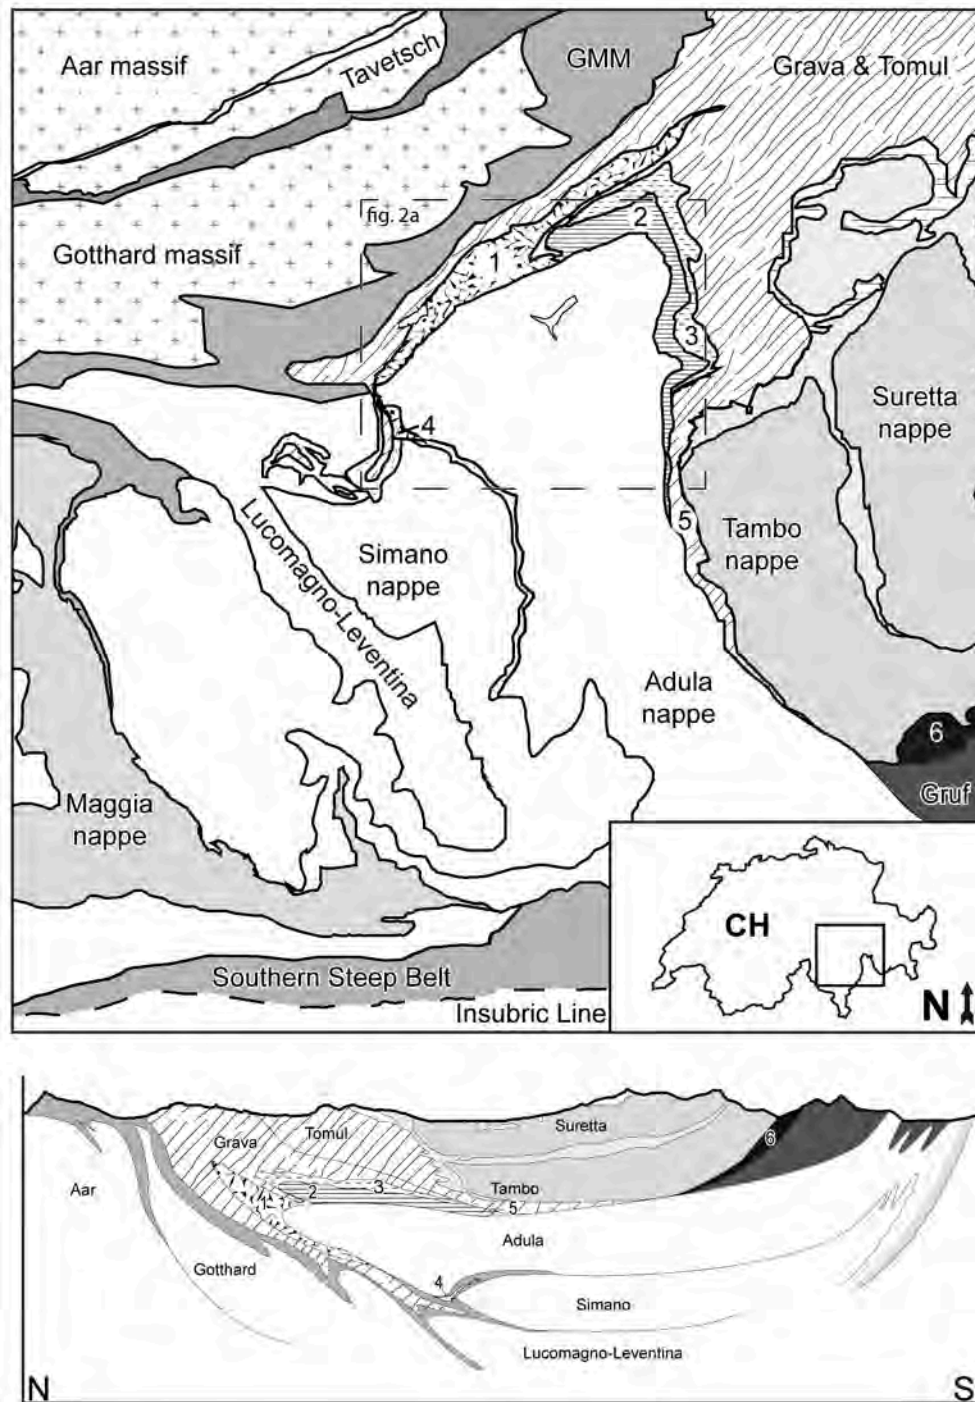 Aar massif
Tavetsch
GMM
Grava & Tomul
fig. 2a
2
Gotthard massif
1
3
Suretta
nappe
4
Lucomagno-Leventina
Simano
nappe
5
Tambo
nappe
Adula
nappe
6
Gruf
Maggia
nappe
CH
Southern Steep Belt
Insubric Line
N
Grava
Tomul
Suretta
6
Aar
1
2
3
Tambo
5
Adula
Gotthard
4
Simano
Lucomagno-Leventina
N
S